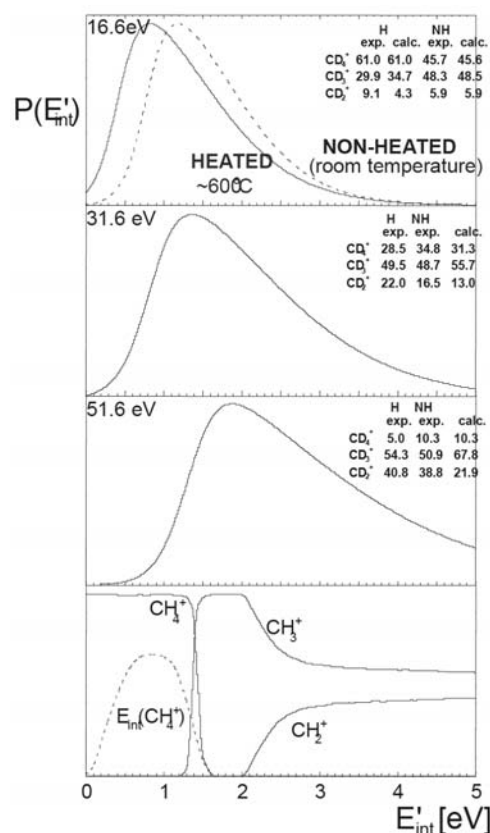 16.6eV
H NH
exp. calc. exp. calc.
CD₄⁺ 61.0 61.0 45.7 45.6
CD₃⁺ 29.9 34.7 48.3 48.5
CD₂⁺ 9.1 4.3 5.9 5.9
P(E'int)
NON-HEATED
HEATED (room temperature)
~600°C
31.6 eV
H NH
exp. exp. calc.
CD₄⁺ 28.5 34.8 31.3
CD₃⁺ 49.5 48.7 55.7
CD₂⁺ 22.0 16.5 13.0
51.6 eV
H NH
exp. exp. calc.
CD₄⁺ 5.0 10.3 10.3
CD₃⁺ 54.3 50.9 67.8
CD₂⁺ 40.8 38.8 21.9
CH₄⁺
CH₃⁺
Eint(CH₄⁺)
CH₂⁺
0 1 2 3 4 5
E'int [eV]